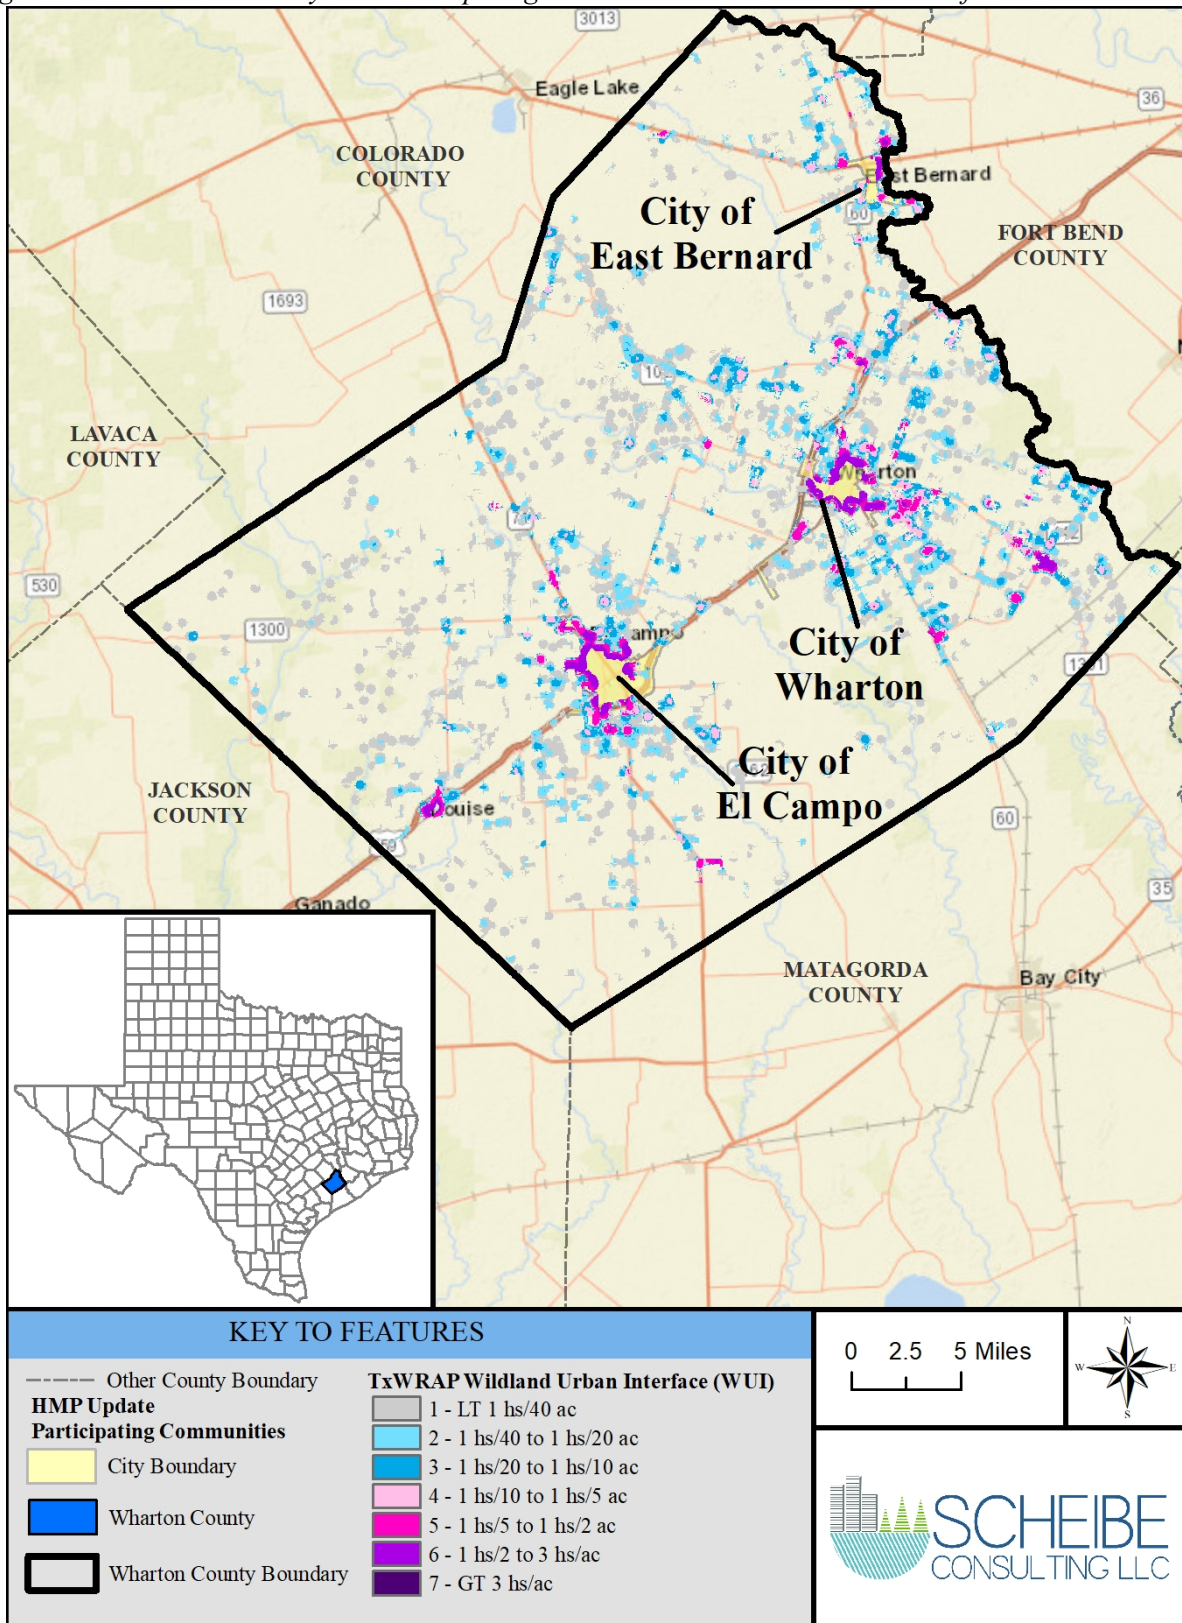 3013
Eagle Lake
36
COLORADO
COUNTY
East Bernard
City of
East Bernard
60
FORT BEND
COUNTY
1693
LAVACA
COUNTY
Wharton
71
530
1300
City of
Wharton
City of
El Campo
JACKSON
COUNTY
Louise
59
60
35
Ganado
MATAGORDA
COUNTY
Bay City
KEY TO FEATURES
Other County Boundary
HMP Update
Participating Communities
City Boundary
Wharton County
Wharton County Boundary
TxWRAP Wildland Urban Interface (WUI)
1 - LT 1 hs/40 ac
2 - 1 hs/40 to 1 hs/20 ac
3 - 1 hs/20 to 1 hs/10 ac
4 - 1 hs/10 to 1 hs/5 ac
5 - 1 hs/5 to 1 hs/2 ac
6 - 1 hs/2 to 3 hs/ac
7 - GT 3 hs/ac
0 2.5 5 Miles
N
W E
S
SCHEIBE
CONSULTING LLC